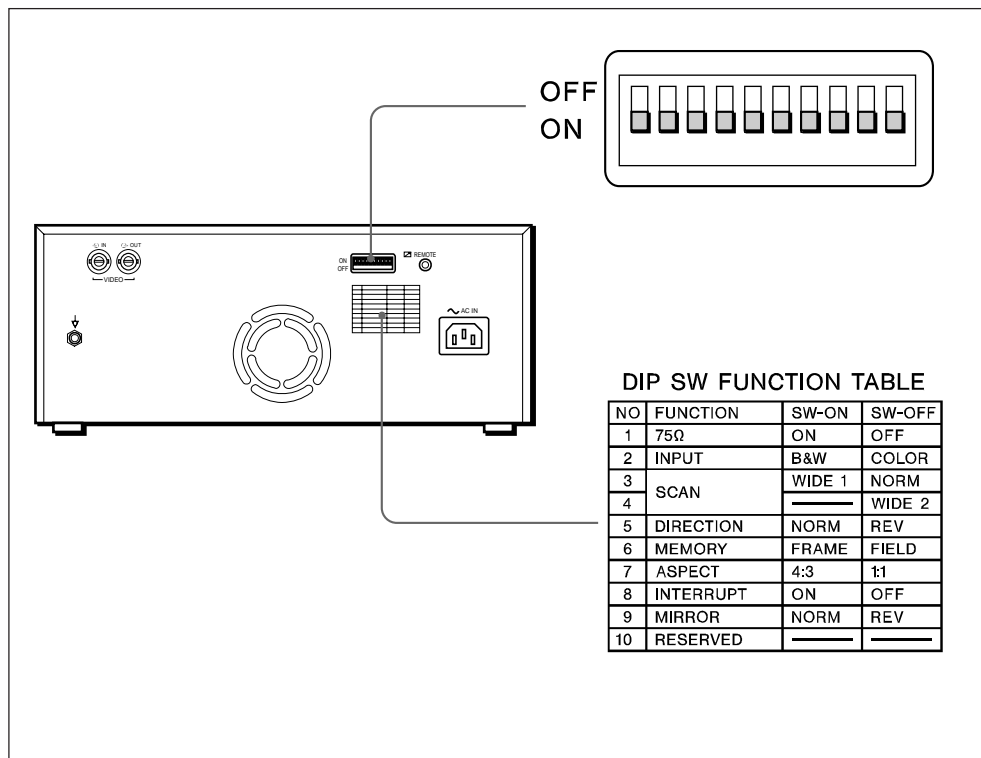 OFF
ON
IN
OUT
VIDEO
ON
OFF
REMOTE
AC IN
DIP SW FUNCTION TABLE
NO FUNCTION SW-ON SW-OFF
1 75Ω ON OFF
2 INPUT B&W COLOR
3 SCAN WIDE 1 NORM
4 —— WIDE 2
5 DIRECTION NORM REV
6 MEMORY FRAME FIELD
7 ASPECT 4:3 1:1
8 INTERRUPT ON OFF
9 MIRROR NORM REV
10 RESERVED —— ——